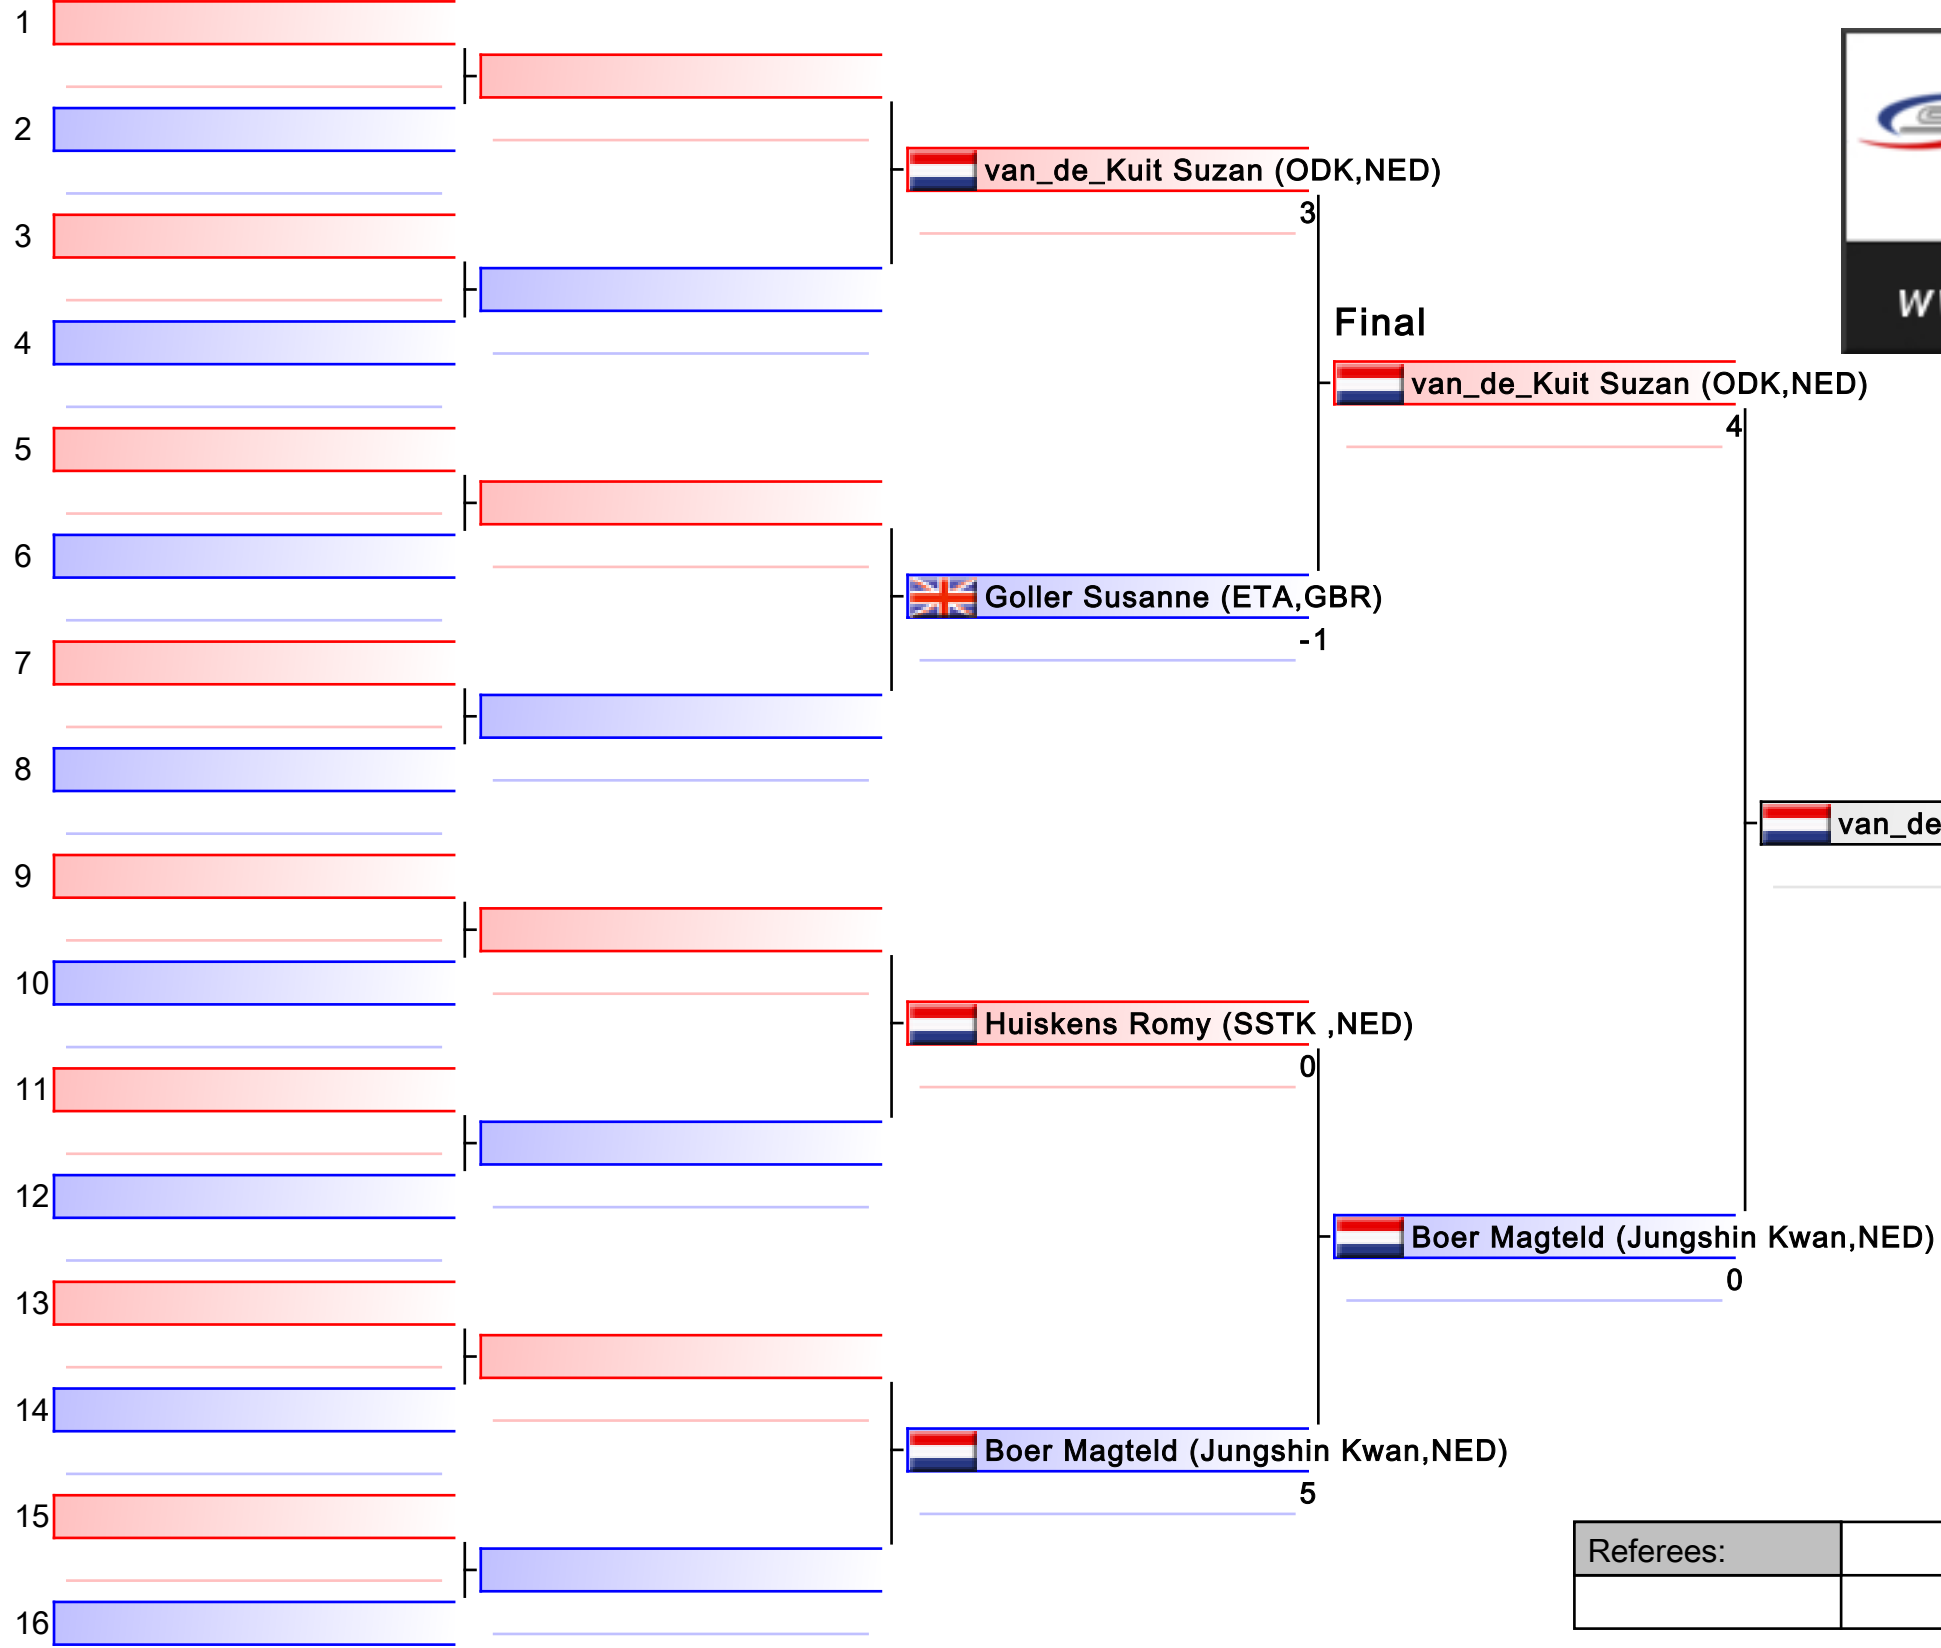 1
2
van_de_Kuit Suzan (ODK,NED)
3
3
Final
4
van_de_Kuit Suzan (ODK,NED)
4
5
6
Goller Susanne (ETA,GBR)
-1
7
8
van_de
9
10
Huiskens Romy (SSTK ,NED)
0
11
12
Boer Magteld (Jungshin Kwan,NED)
0
13
14
Boer Magteld (Jungshin Kwan,NED)
5
15
Referees:
16